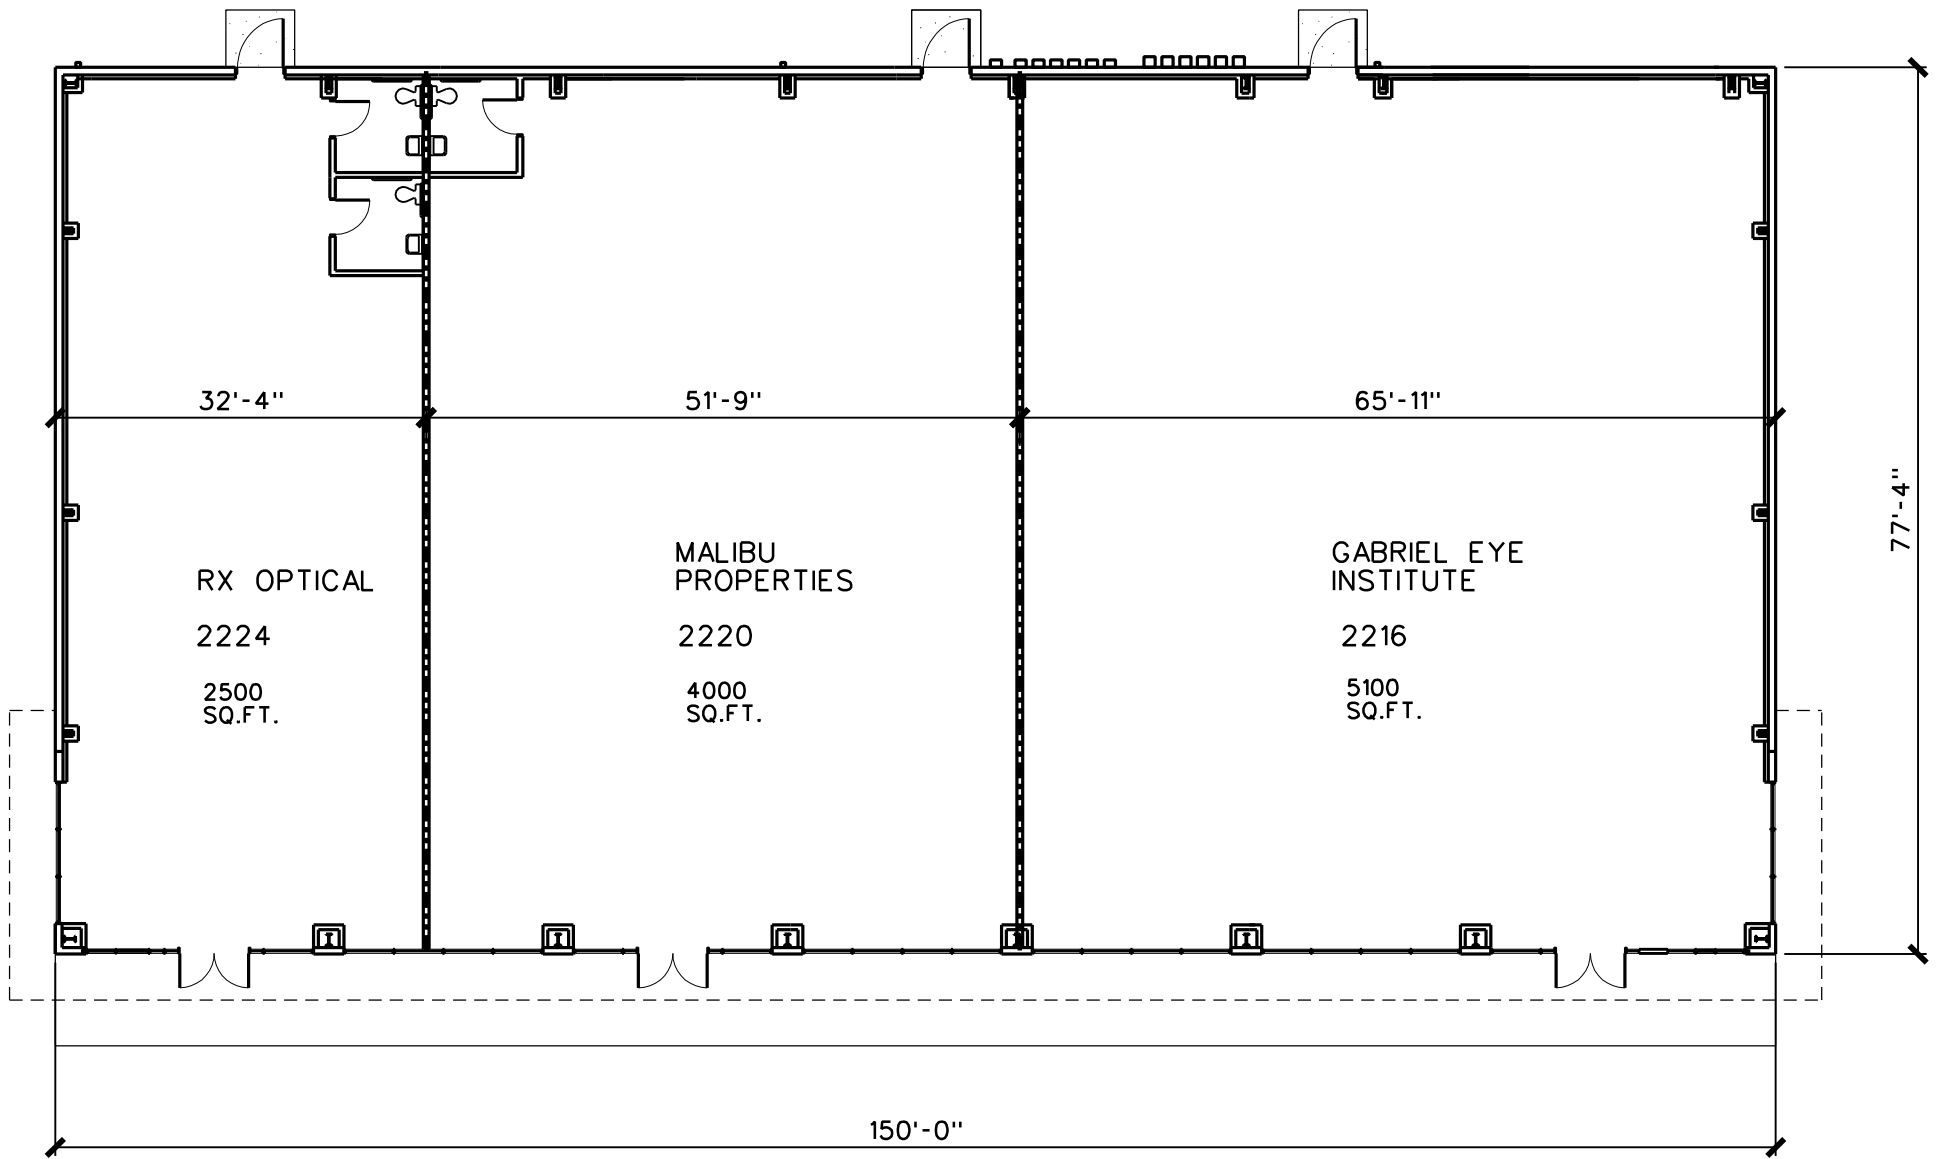 32'-4"
51'-9"
65'-11"
77'-4"
RX OPTICAL
2224
2500
SQ.FT.
MALIBU
PROPERTIES
2220
4000
SQ.FT.
GABRIEL EYE
INSTITUTE
2216
5100
SQ.FT.
150'-0"